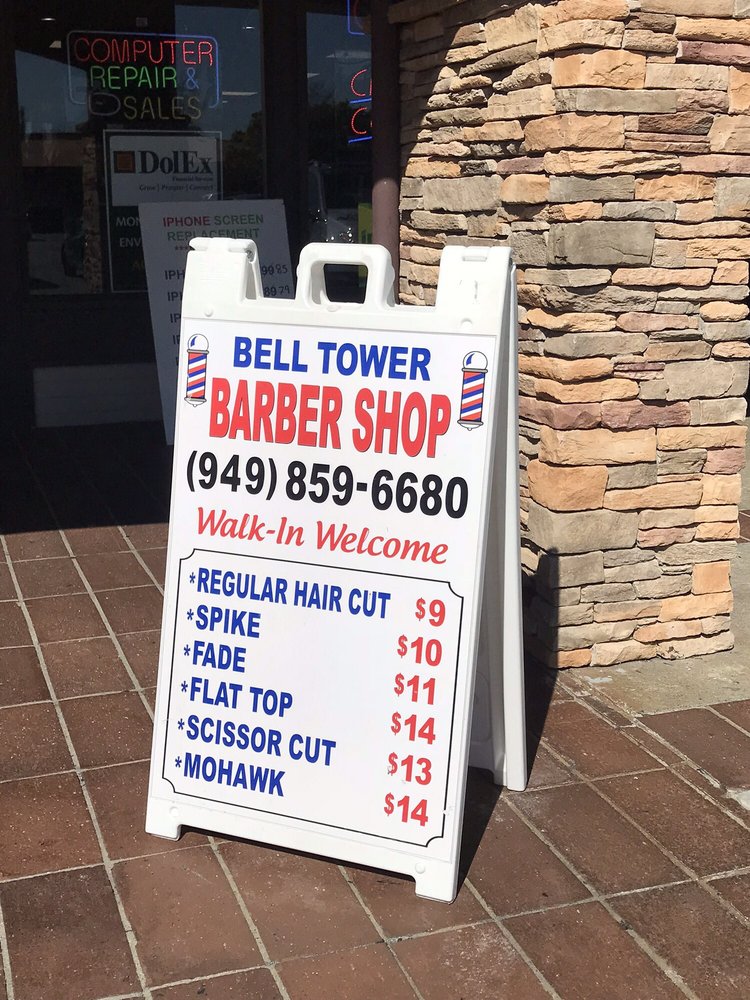 COMPUTER
REPAIR &
SALES
DolEx
IPHONE SCREEN
REPLACEMENT
BELL TOWER
BARBER SHOP
(949) 859-6680
Walk-In Welcome
*REGULAR HAIR CUT $9
*SPIKE $10
*FADE $11
*FLAT TOP $14
*SCISSOR CUT $13
*MOHAWK $14